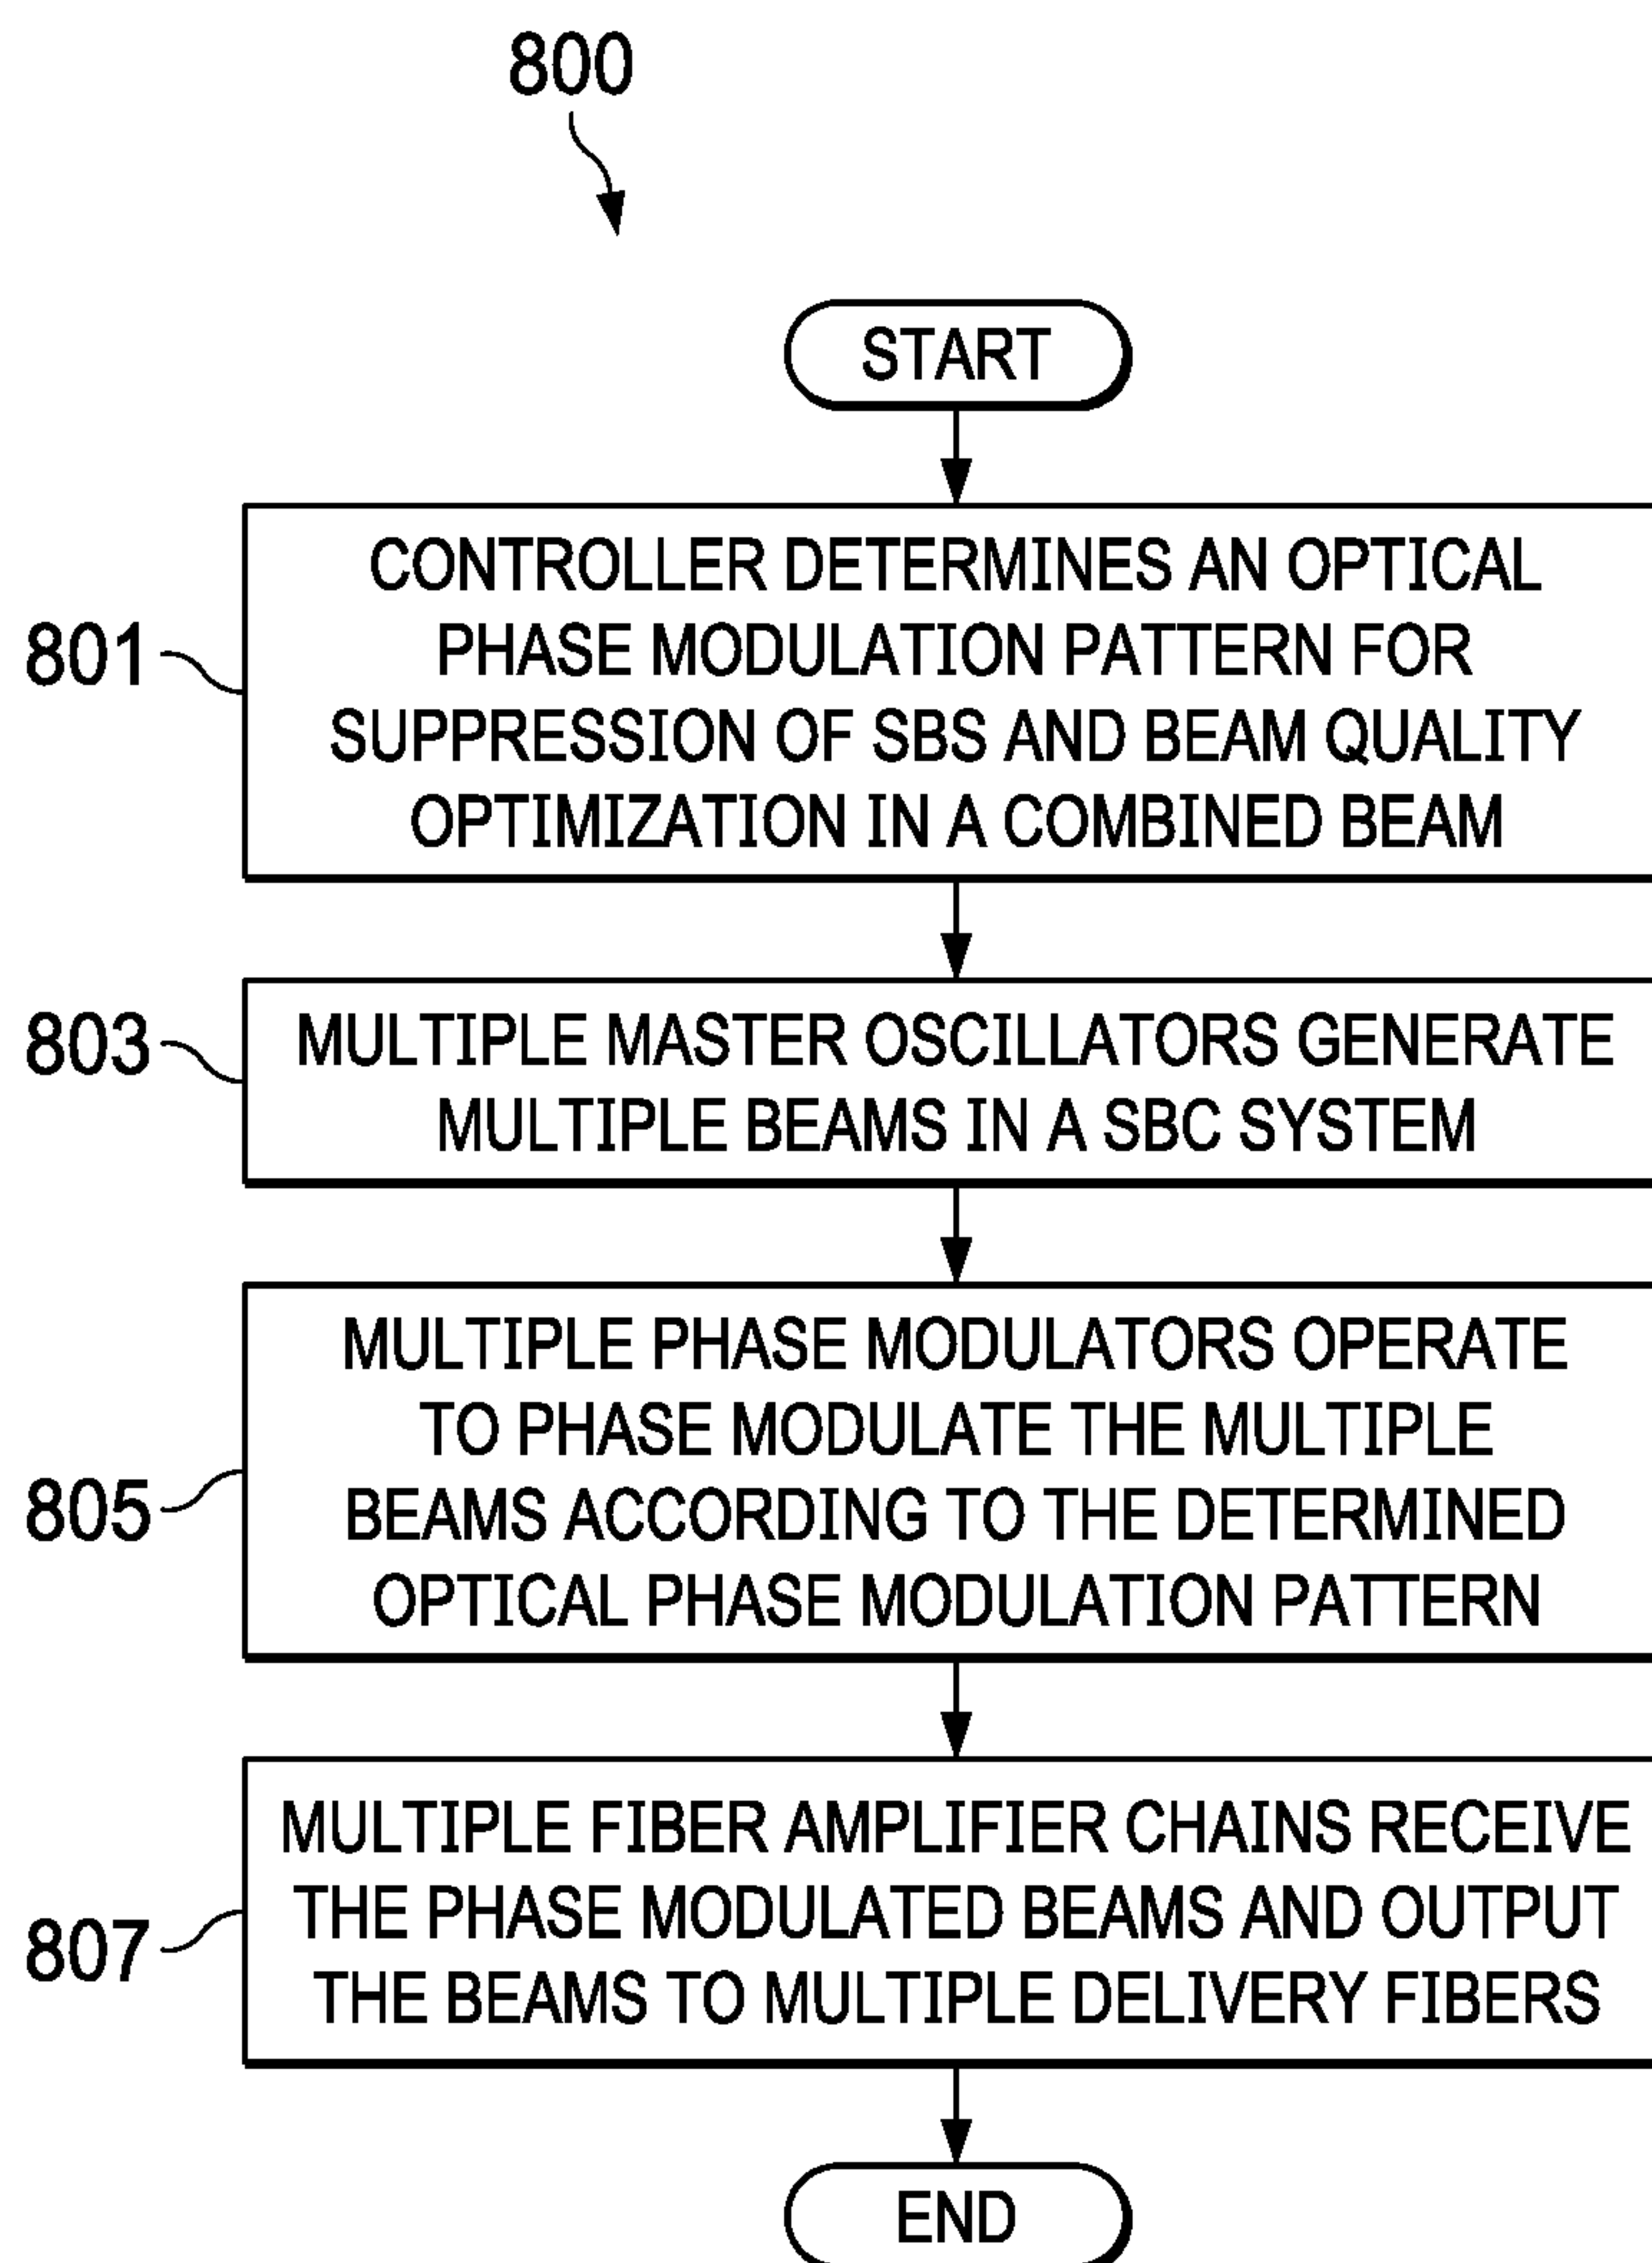 800
START
801
CONTROLLER DETERMINES AN OPTICAL
PHASE MODULATION PATTERN FOR
SUPPRESSION OF SBS AND BEAM QUALITY
OPTIMIZATION IN A COMBINED BEAM
803
MULTIPLE MASTER OSCILLATORS GENERATE
MULTIPLE BEAMS IN A SBC SYSTEM
805
MULTIPLE PHASE MODULATORS OPERATE
TO PHASE MODULATE THE MULTIPLE
BEAMS ACCORDING TO THE DETERMINED
OPTICAL PHASE MODULATION PATTERN
807
MULTIPLE FIBER AMPLIFIER CHAINS RECEIVE
THE PHASE MODULATED BEAMS AND OUTPUT
THE BEAMS TO MULTIPLE DELIVERY FIBERS
END